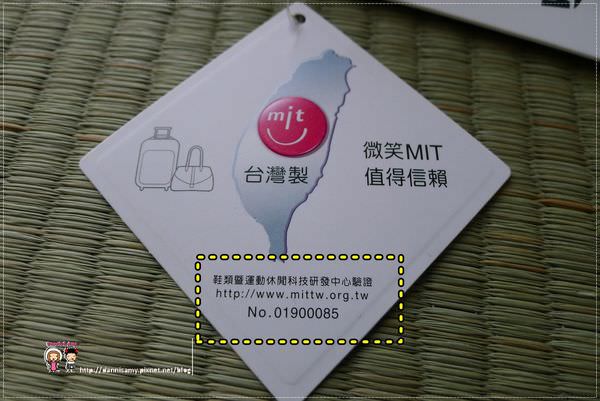 mit
台灣製
微笑MIT
值得信賴
鞋類暨運動休閒科技研發中心驗證
http://www.mittw.org.tw
No.01900085
http://dannisamy.pixnet.net/blog